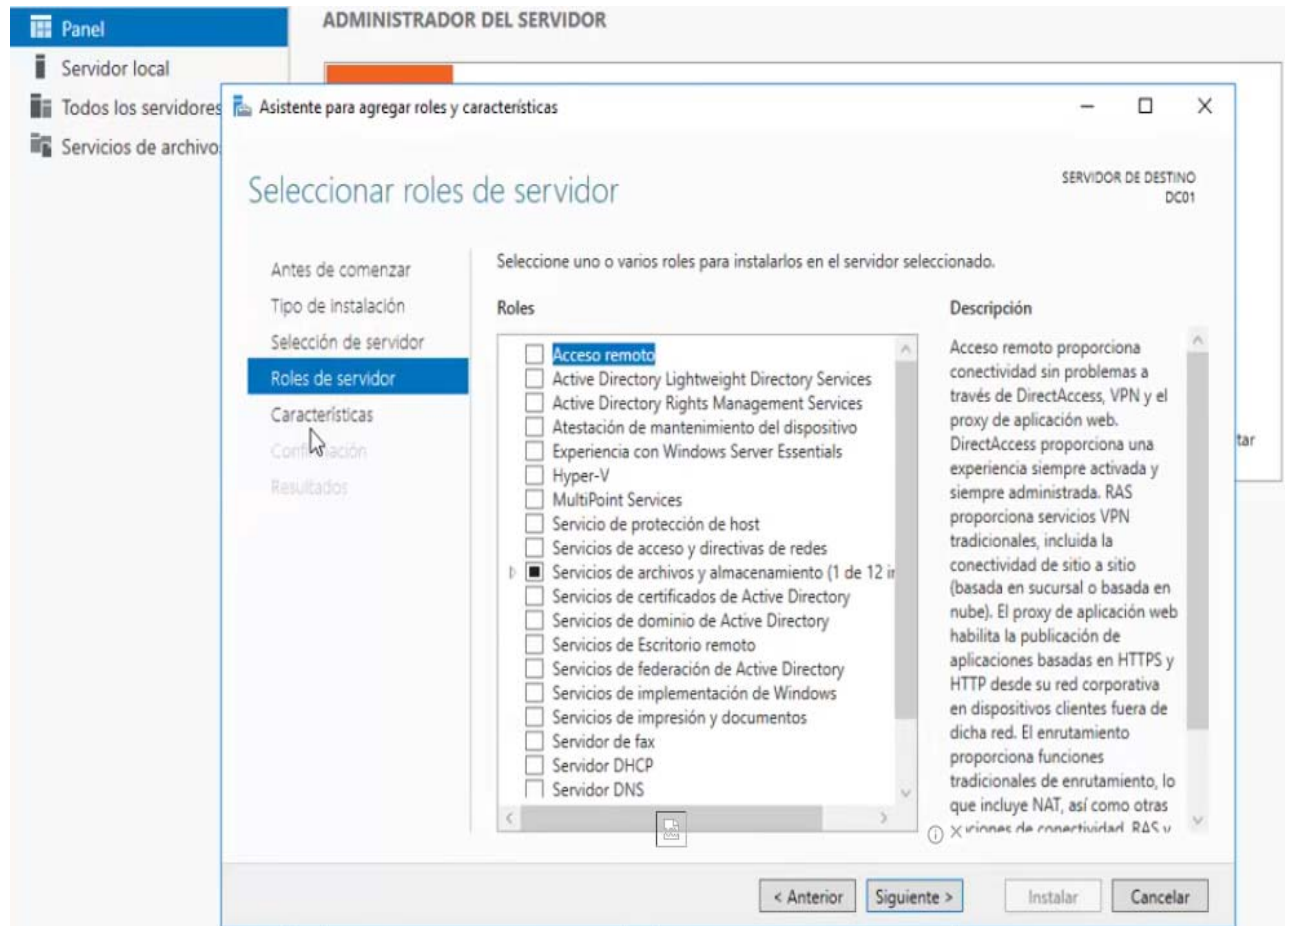 Panel
ADMINISTRADOR DEL SERVIDOR
Servidor local
Todos los servidores
Servicios de archivo
Asistente para agregar roles y características
Seleccionar roles de servidor
SERVIDOR DE DESTINO
DC01
Antes de comenzar
Tipo de instalación
Selección de servidor
Roles de servidor
Características
Confirmación
Resultados
Seleccione uno o varios roles para instalarlos en el servidor seleccionado.
Roles
Acceso remoto
Active Directory Lightweight Directory Services
Active Directory Rights Management Services
Atestación de mantenimiento del dispositivo
Experiencia con Windows Server Essentials
Hyper-V
MultiPoint Services
Servicio de protección de host
Servicios de acceso y directivas de redes
Servicios de archivos y almacenamiento (1 de 12 in
Servicios de certificados de Active Directory
Servicios de dominio de Active Directory
Servicios de Escritorio remoto
Servicios de federación de Active Directory
Servicios de implementación de Windows
Servicios de impresión y documentos
Servidor de fax
Servidor DHCP
Servidor DNS
Descripción
Acceso remoto proporciona
conectividad sin problemas a
través de DirectAccess, VPN y el
proxy de aplicación web.
DirectAccess proporciona una
experiencia siempre activada y
siempre administrada. RAS
proporciona servicios VPN
tradicionales, incluida la
conectividad de sitio a sitio
(basada en sucursal o basada en
nube). El proxy de aplicación web
habilita la publicación de
aplicaciones basadas en HTTPS y
HTTP desde su red corporativa
en dispositivos clientes fuera de
dicha red. El enrutamiento
proporciona funciones
tradicionales de enrutamiento, lo
que incluye NAT, así como otras
de conectividad. RAS y
tar
< Anterior
Siguiente >
Instalar
Cancelar